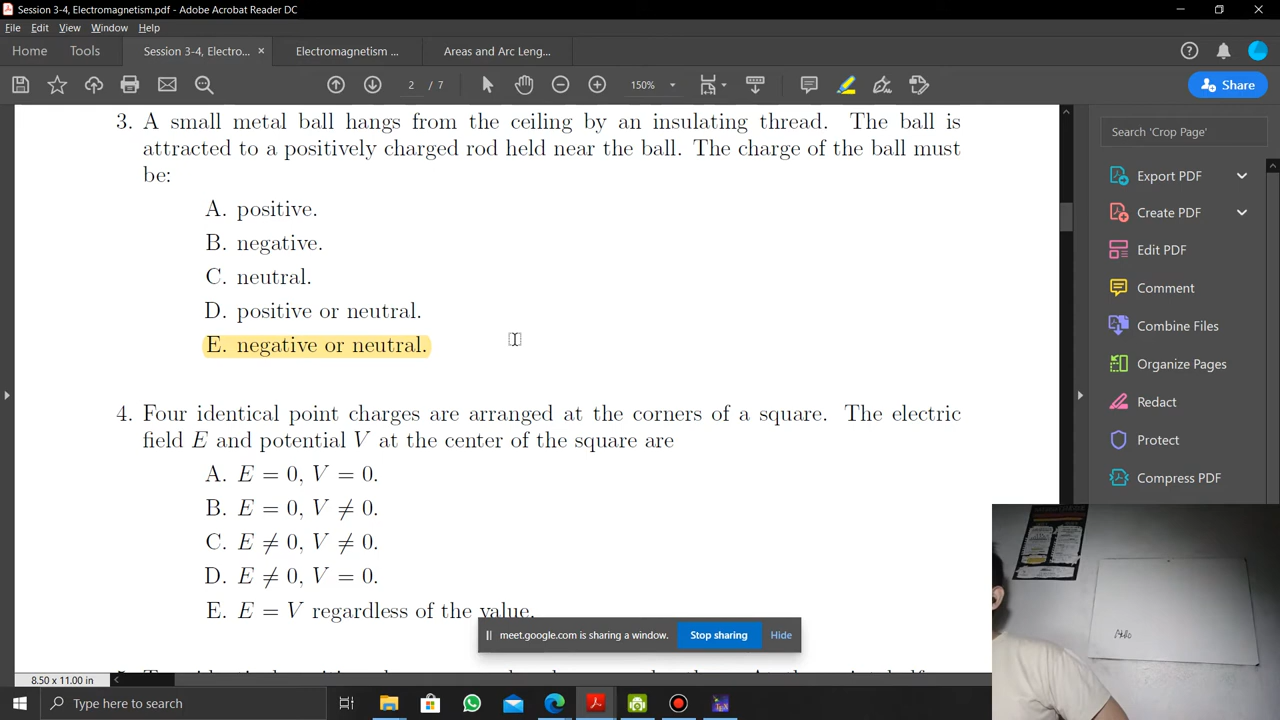 Session 3-4, Electromagnetism.pdf - Adobe Acrobat Reader DC
File Edit View Window Help
Home Tools Session 3-4, Electro... × Electromagnetism ... Areas and Arc Leng...
2 / 7 150% Share
3. A small metal ball hangs from the ceiling by an insulating thread. The ball is
attracted to a positively charged rod held near the ball. The charge of the ball must
be:
A. positive.
B. negative.
C. neutral.
D. positive or neutral.
E. negative or neutral.
4. Four identical point charges are arranged at the corners of a square. The electric
field E and potential V at the center of the square are
A. E = 0, V = 0.
B. E = 0, V ≠ 0.
C. E ≠ 0, V ≠ 0.
D. E ≠ 0, V = 0.
E. E = V regardless of the value.
Search 'Crop Page'
Export PDF
Create PDF
Edit PDF
Comment
Combine Files
Organize Pages
Redact
Protect
Compress PDF
meet.google.com is sharing a window. Stop sharing Hide
8.50 x 11.00 in
Type here to search